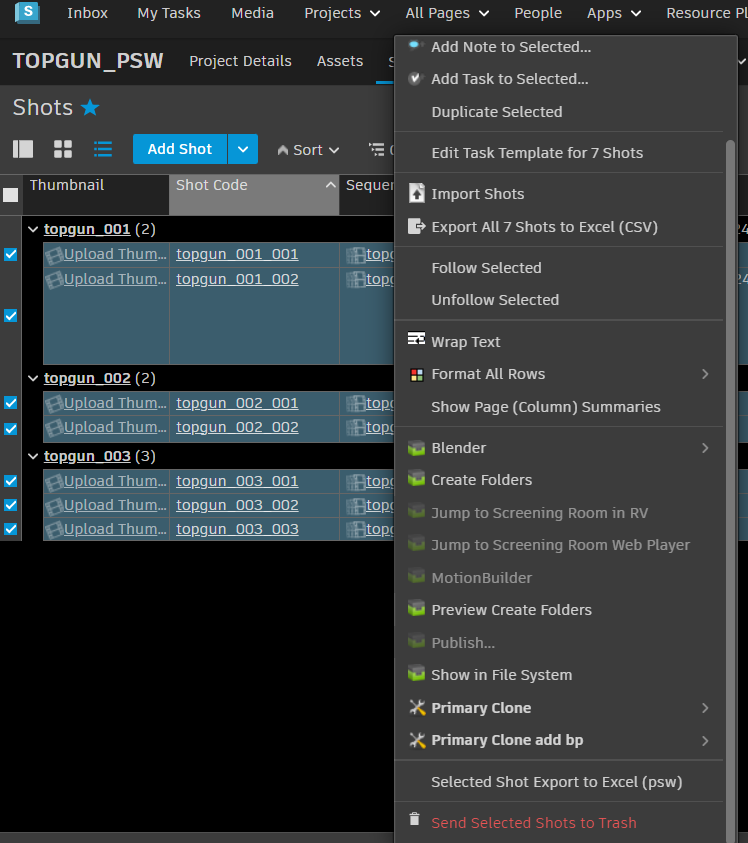 S Inbox My Tasks Media Projects All Pages People Apps Resource Pl
TOPGUN_PSW Project Details Assets S
Shots
Add Shot Sort
Thumbnail Shot Code Sequen
topgun_001 (2)
Upload Thum... topgun_001_001 topg
Upload Thum... topgun_001_002 topg
topgun_002 (2)
Upload Thum... topgun_002_001 topg
Upload Thum... topgun_002_002 topg
topgun_003 (3)
Upload Thum... topgun_003_001 topg
Upload Thum... topgun_003_002 topg
Upload Thum... topgun_003_003 topg
Add Note to Selected...
Add Task to Selected...
Duplicate Selected
Edit Task Template for 7 Shots
Import Shots
Export All 7 Shots to Excel (CSV)
Follow Selected
Unfollow Selected
Wrap Text
Format All Rows
Show Page (Column) Summaries
Blender
Create Folders
Jump to Screening Room in RV
Jump to Screening Room Web Player
MotionBuilder
Preview Create Folders
Publish...
Show in File System
Primary Clone
Primary Clone add bp
Selected Shot Export to Excel (psw)
Send Selected Shots to Trash